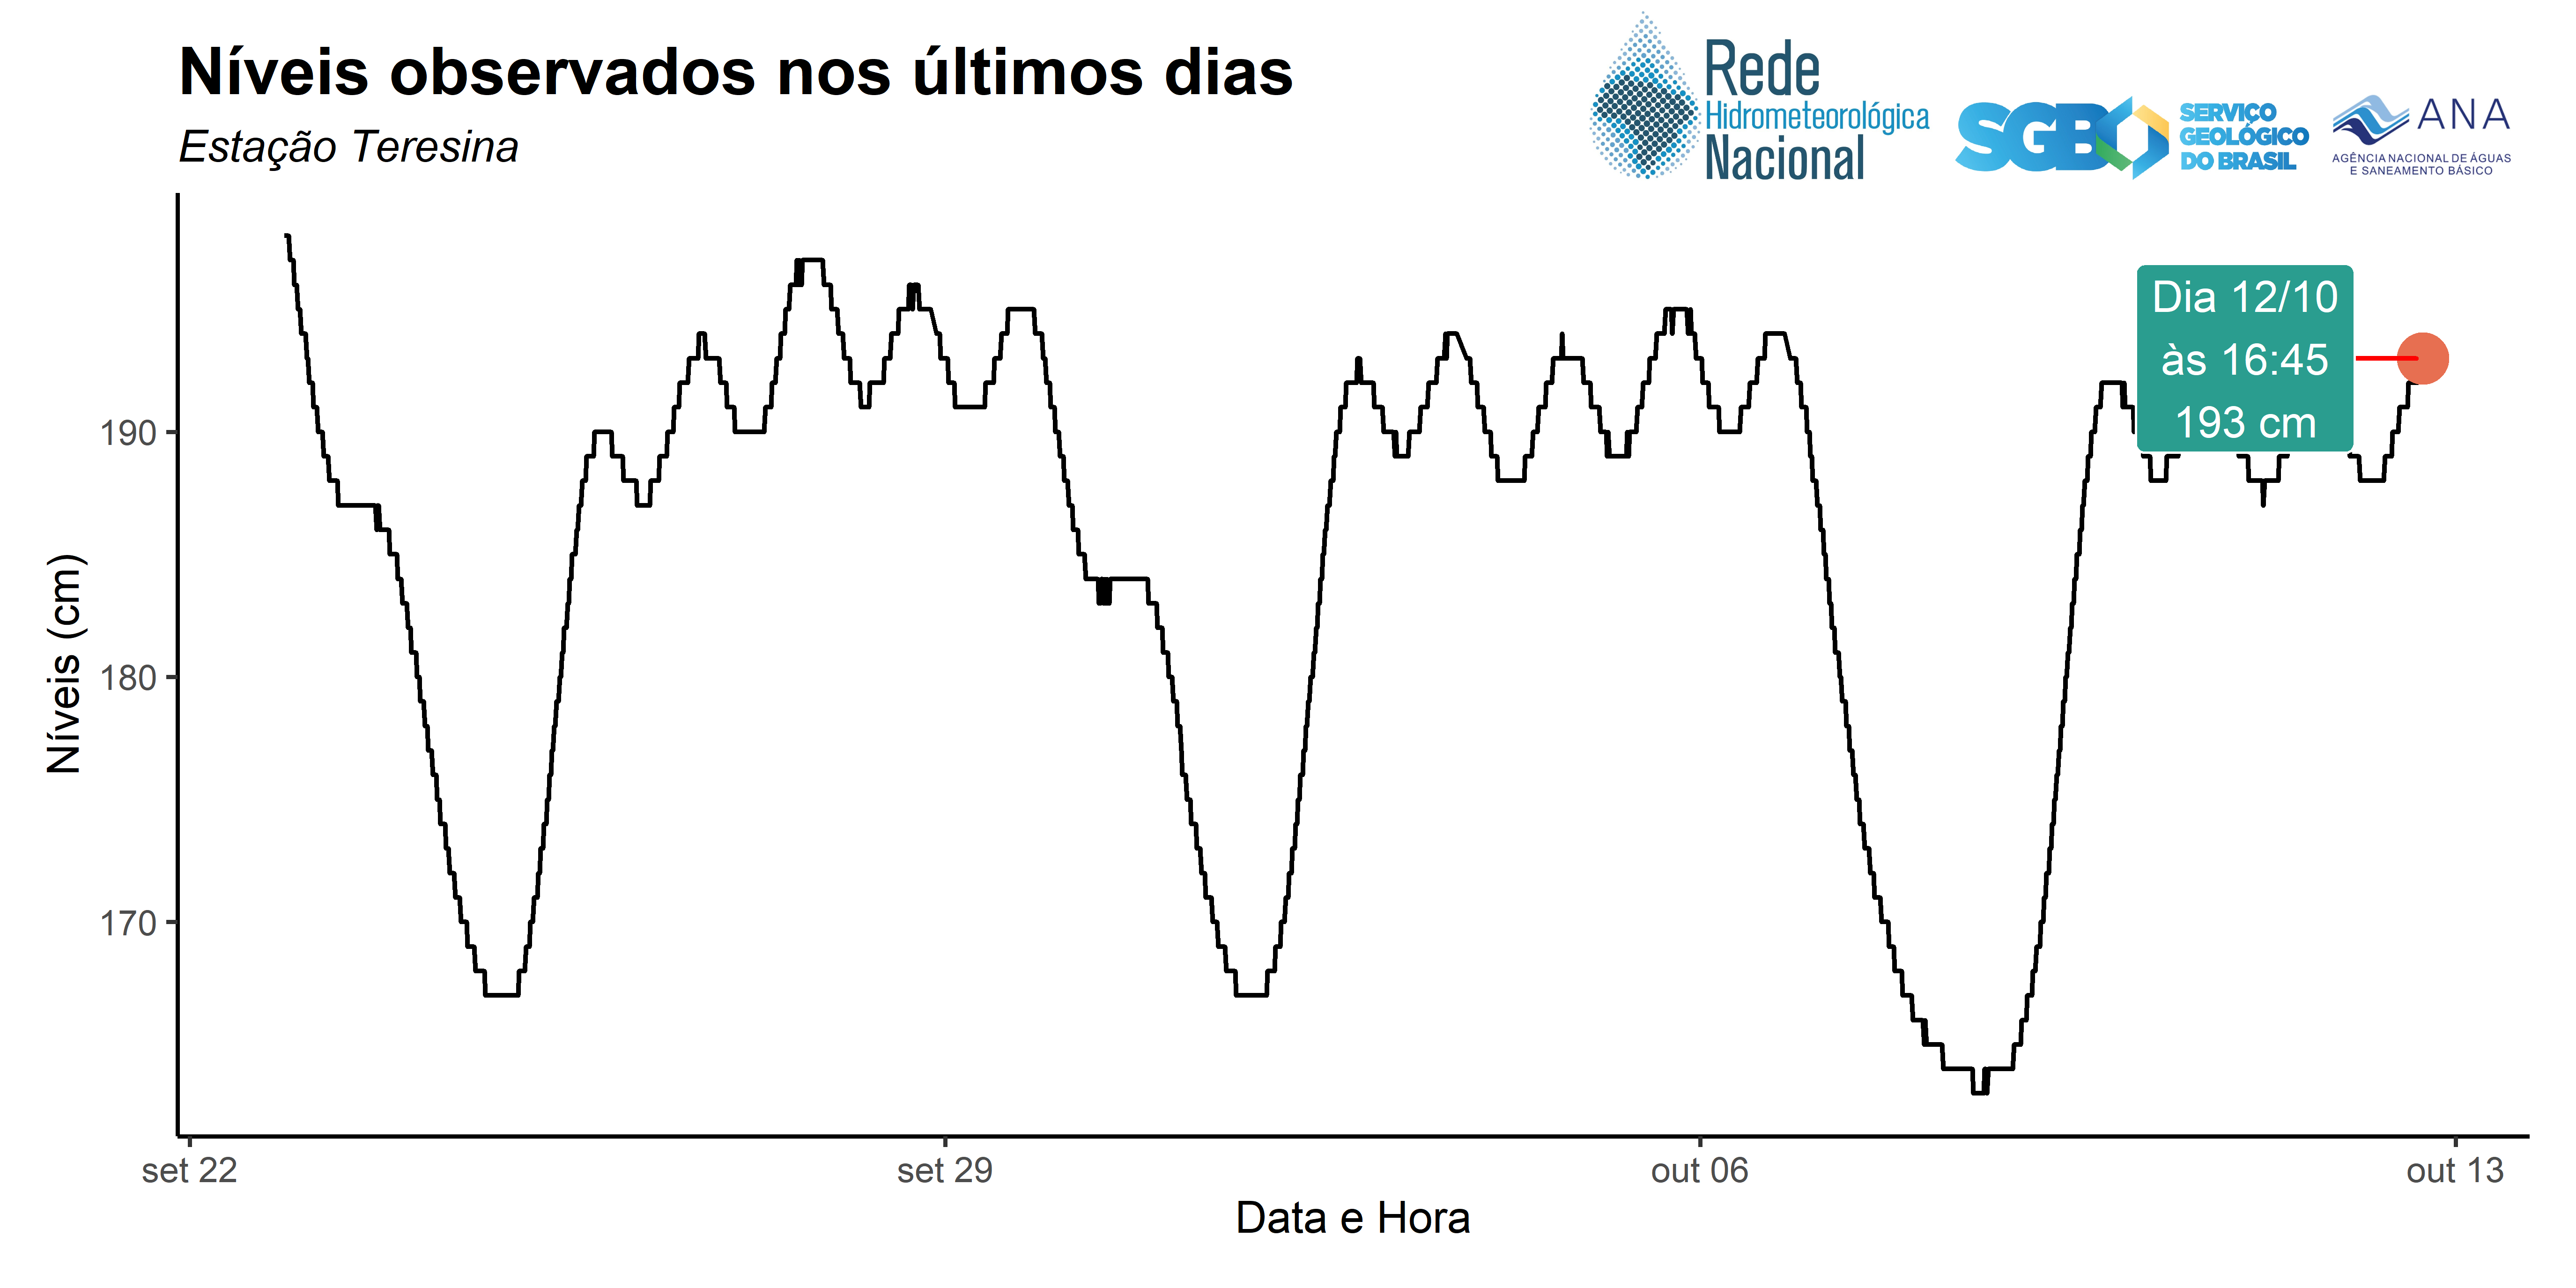 Níveis observados nos últimos dias
Estação Teresina
Rede
Hidrometeorológica
Nacional
SGB
SERVIÇO
GEOLÓGICO
DO BRASIL
ANA
AGÊNCIA NACIONAL DE ÁGUAS
E SANEAMENTO BÁSICO
Dia 12/10
às 16:45
193 cm
Níveis (cm)
190
180
170
set 22
set 29
out 06
out 13
Data e Hora